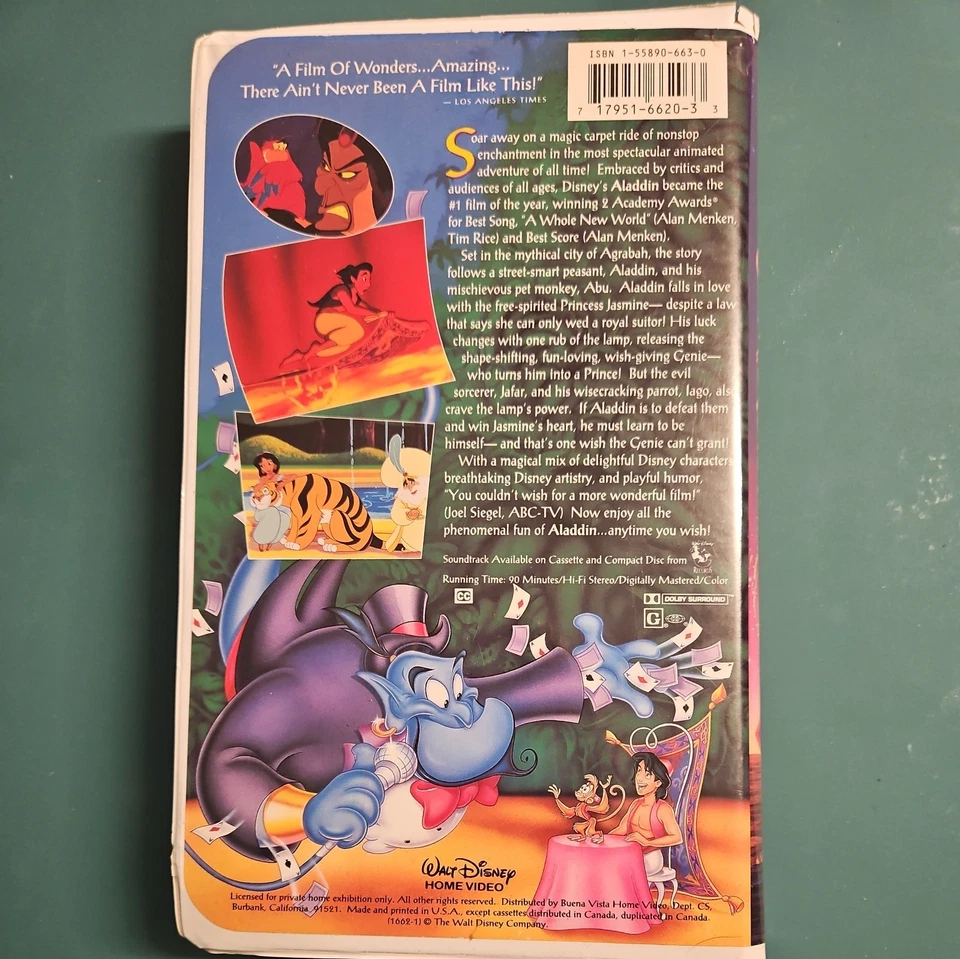 "A Film Of Wonders...Amazing...
There Ain't Never Been A Film Like This!"
— LOS ANGELES TIMES
ISBN 1-55890-663-0
7 17951-6620-3 3
Soar away on a magic carpet ride of nonstop
enchantment in the most spectacular animated
adventure of all time! Embraced by critics and
audiences of all ages, Disney's Aladdin became the
#1 film of the year, winning 2 Academy Awards®
for Best Song, "A Whole New World" (Alan Menken,
Tim Rice) and Best Score (Alan Menken).
Set in the mythical city of Agrabah, the story
follows a street-smart peasant, Aladdin, and his
mischievous pet monkey, Abu. Aladdin falls in love
with the free-spirited Princess Jasmine— despite a law
that says she can only wed a royal suitor! His luck
changes with one rub of the lamp, releasing the
shape-shifting, fun-loving, wish-giving Genie—
who turns him into a Prince! But the evil
sorcerer, Jafar, and his wisecracking parrot, Iago, also
crave the lamp's power. If Aladdin is to defeat them
and win Jasmine's heart, he must learn to be
himself— and that's one wish the Genie can't grant!
With a magical mix of delightful Disney characters
breathtaking Disney artistry, and playful humor,
"You couldn't wish for a more wonderful film!"
(Joel Siegel, ABC-TV) Now enjoy all the
phenomenal fun of Aladdin...anytime you wish!
Soundtrack Available on Cassette and Compact Disc from Walt Disney RECORDS
Running Time: 90 Minutes/Hi-Fi Stereo/Digitally Mastered/Color
CC
DOLBY SURROUND™
G®
WALT DISNEY
HOME VIDEO
Licensed for private home exhibition only. All other rights reserved. Distributed by Buena Vista Home Video, Dept. CS,
Burbank, California 91521. Made and printed in U.S.A., except cassettes distributed in Canada, duplicated in Canada.
(1662-1) © The Walt Disney Company.